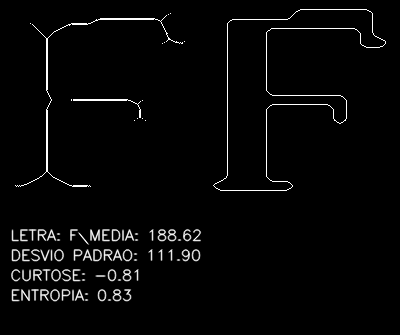 F F
LETRA: F\MEDIA: 188.62
DESVIO PADRAO: 111.90
CURTOSE: -0.81
ENTROPIA: 0.83